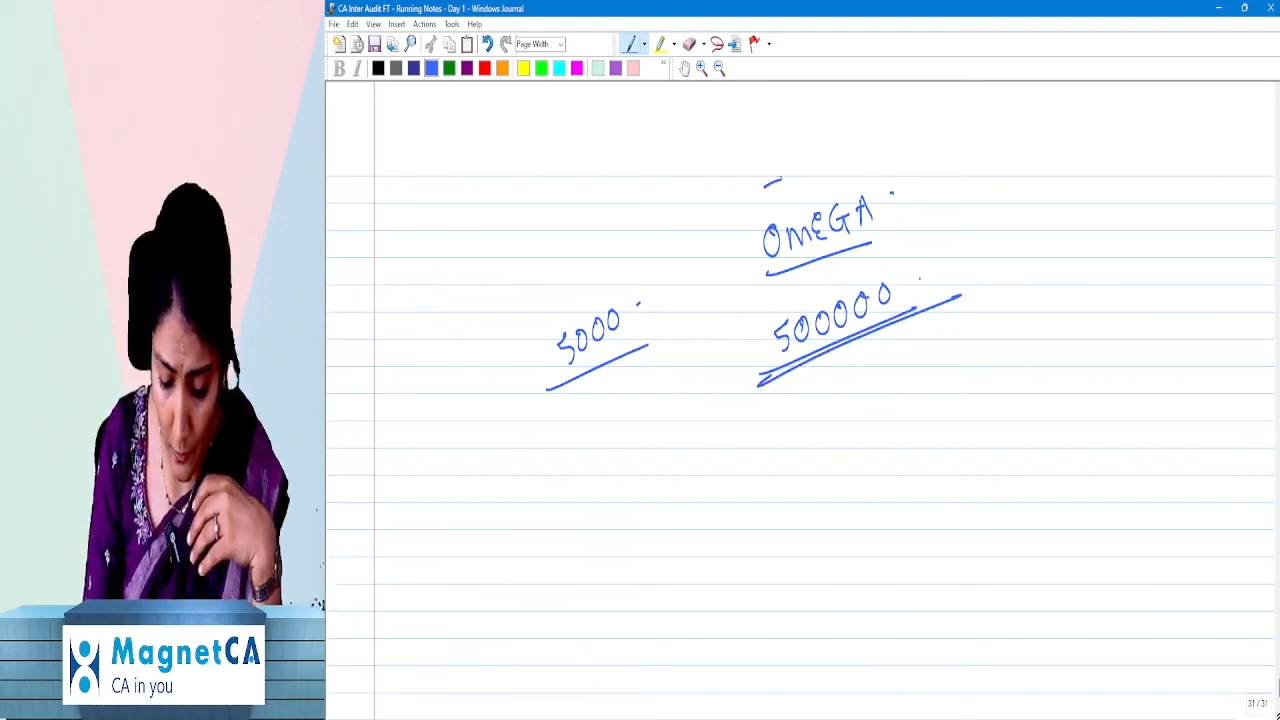 CA Inter Audit FT - Running Notes - Day 1 - Windows Journal
File Edit View Insert Actions Tools Help
Page Width
B I
OMEGA
5000
500000
MagnetCA
CA in you
31 / 31